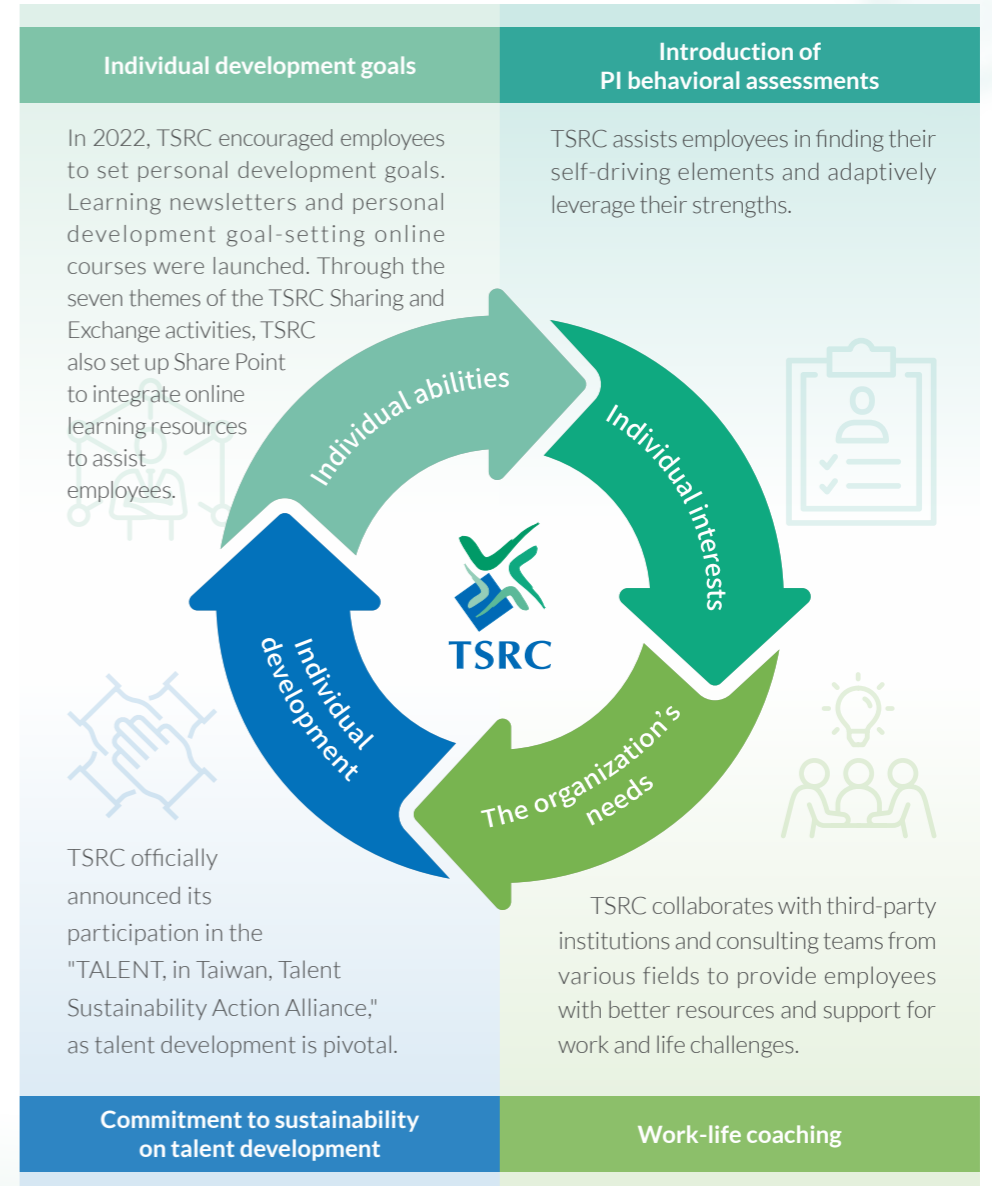 Individual development goals
In 2022, TSRC encouraged employees
to set personal development goals.
Learning newsletters and personal
development goal-setting online
courses were launched. Through the
seven themes of the TSRC Sharing and
Exchange activities, TSRC
also set up Share Point
to integrate online
learning resources
to assist
employees.
Introduction of
PI behavioral assessments
TSRC assists employees in finding their
self-driving elements and adaptively
leverage their strengths.
Individual abilities
Individual interests
The organization's
needs
Individual
development
TSRC
TSRC officially
announced its
participation in the
"TALENT, in Taiwan, Talent
Sustainability Action Alliance,"
as talent development is pivotal.
Commitment to sustainability
on talent development
TSRC collaborates with third-party
institutions and consulting teams from
various fields to provide employees
with better resources and support for
work and life challenges.
Work-life coaching